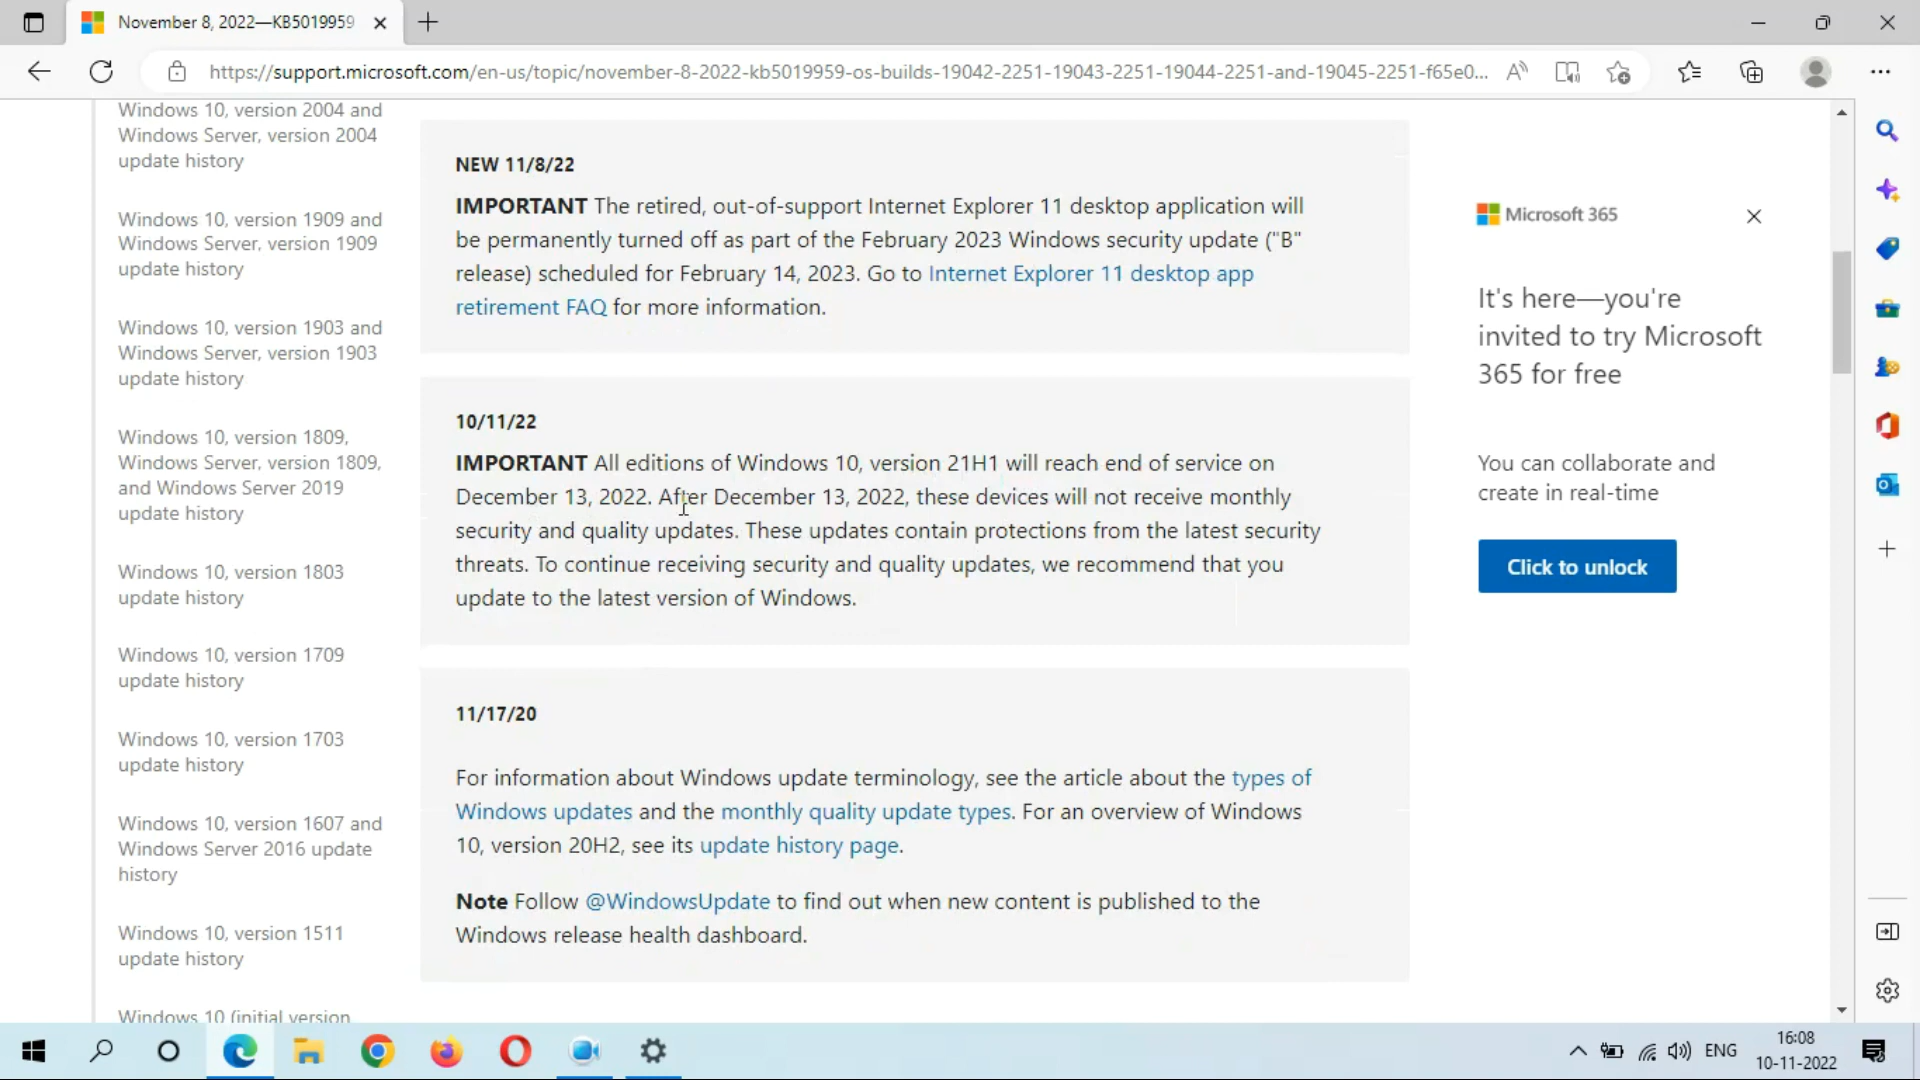 November 8, 2022—KB5019959
https://support.microsoft.com/en-us/topic/november-8-2022-kb5019959-os-builds-19042-2251-19043-2251-19044-2251-and-19045-2251-f65e0...
Windows 10, version 2004 and
Windows Server, version 2004
update history
Windows 10, version 1909 and
Windows Server, version 1909
update history
Windows 10, version 1903 and
Windows Server, version 1903
update history
Windows 10, version 1809,
Windows Server, version 1809,
and Windows Server 2019
update history
Windows 10, version 1803
update history
Windows 10, version 1709
update history
Windows 10, version 1703
update history
Windows 10, version 1607 and
Windows Server 2016 update
history
Windows 10, version 1511
update history
Windows 10 (initial version
NEW 11/8/22
IMPORTANT The retired, out-of-support Internet Explorer 11 desktop application will
be permanently turned off as part of the February 2023 Windows security update ("B"
release) scheduled for February 14, 2023. Go to Internet Explorer 11 desktop app
retirement FAQ for more information.
10/11/22
IMPORTANT All editions of Windows 10, version 21H1 will reach end of service on
December 13, 2022. After December 13, 2022, these devices will not receive monthly
security and quality updates. These updates contain protections from the latest security
threats. To continue receiving security and quality updates, we recommend that you
update to the latest version of Windows.
11/17/20
For information about Windows update terminology, see the article about the types of
Windows updates and the monthly quality update types. For an overview of Windows
10, version 20H2, see its update history page.
Note Follow @WindowsUpdate to find out when new content is published to the
Windows release health dashboard.
Microsoft 365
It's here—you're
invited to try Microsoft
365 for free
You can collaborate and
create in real-time
Click to unlock
ENG
16:08
10-11-2022